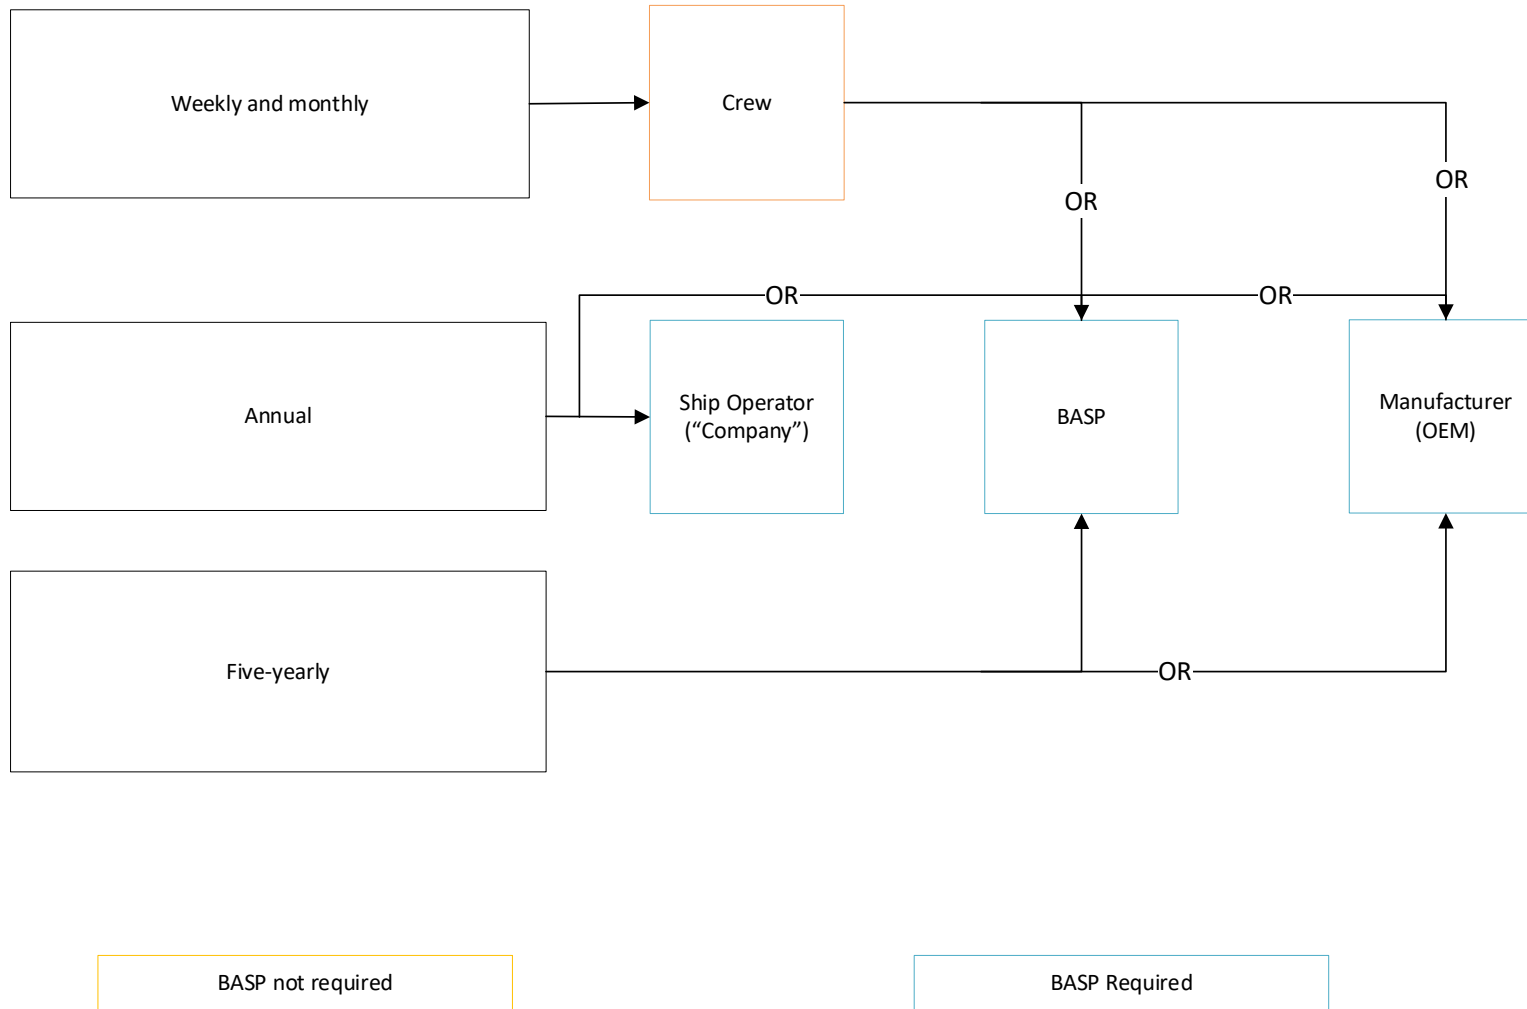 Weekly and monthly
Crew
OR
OR
OR
OR
Annual
Ship Operator
(“Company”)
BASP
Manufacturer
(OEM)
Five-yearly
OR
BASP not required
BASP Required